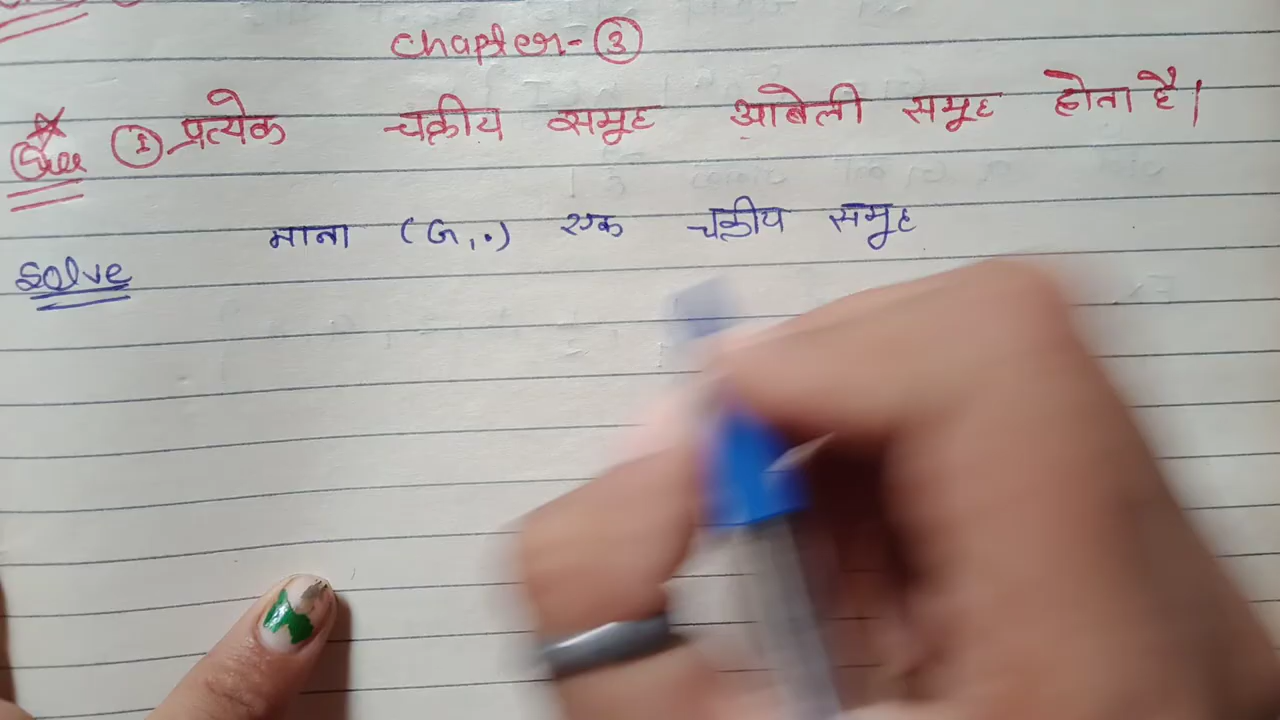 Chapter - 3
Que 1 प्रत्येक चक्रीय समूह आबेली समूह होता है।
माना (G, .) एक चक्रीय समूह
Solve